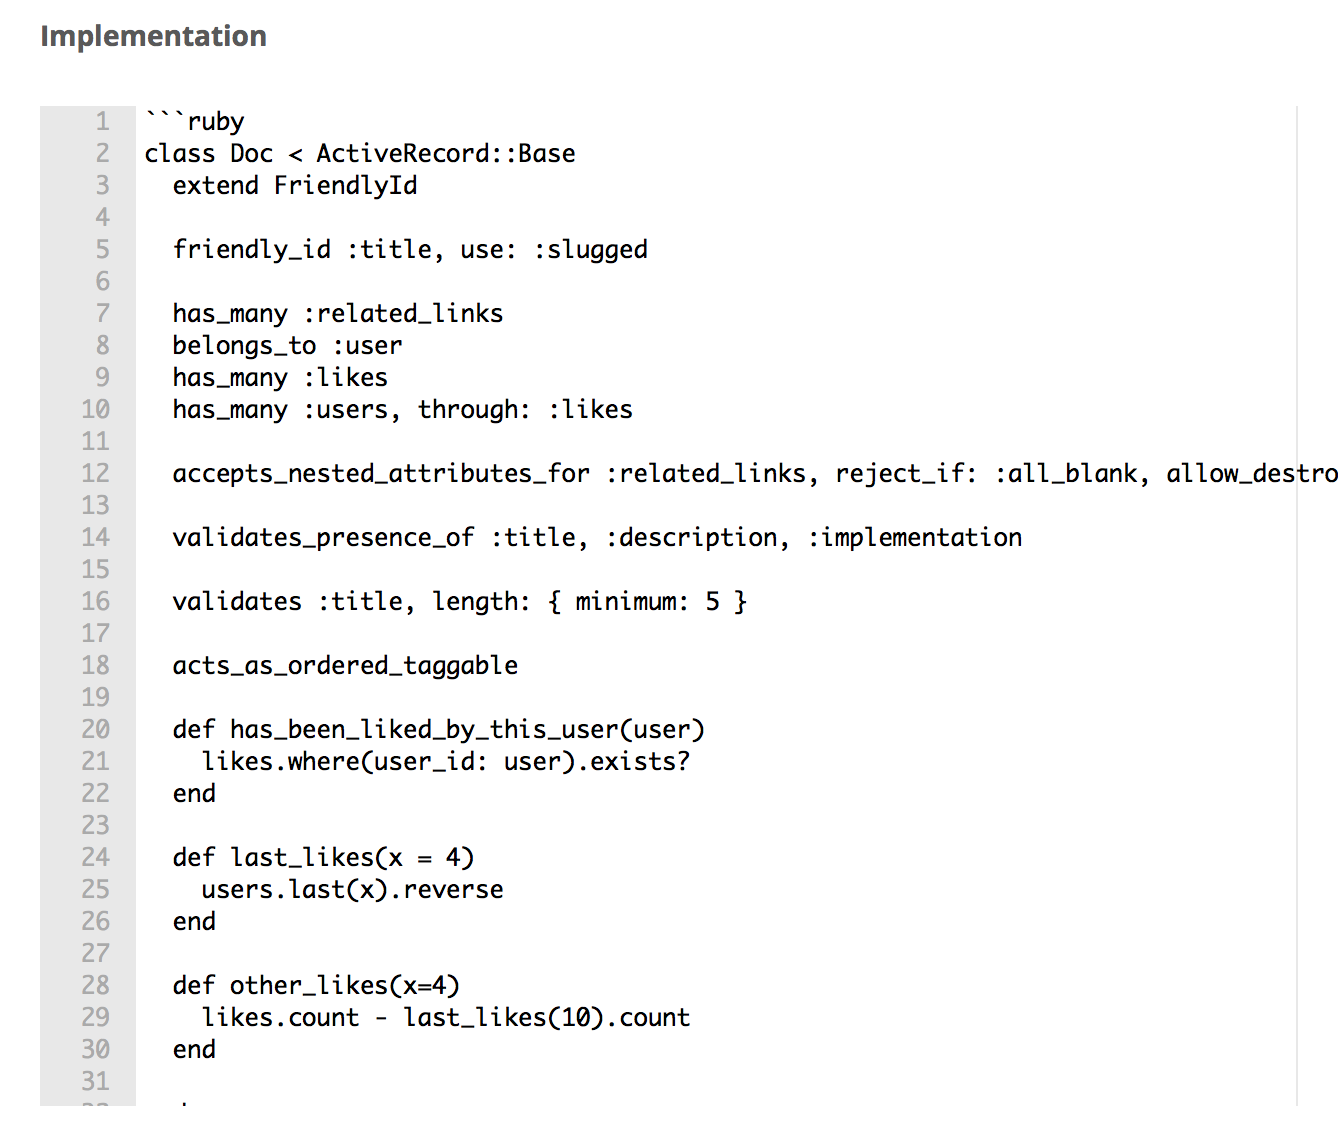 Implementation
1 ```ruby
2 class Doc < ActiveRecord::Base
3   extend FriendlyId
4
5   friendly_id :title, use: :slugged
6
7   has_many :related_links
8   belongs_to :user
9   has_many :likes
10   has_many :users, through: :likes
11
12   accepts_nested_attributes_for :related_links, reject_if: :all_blank, allow_destro
13
14   validates_presence_of :title, :description, :implementation
15
16   validates :title, length: { minimum: 5 }
17
18   acts_as_ordered_taggable
19
20   def has_been_liked_by_this_user(user)
21     likes.where(user_id: user).exists?
22   end
23
24   def last_likes(x = 4)
25     users.last(x).reverse
26   end
27
28   def other_likes(x=4)
29     likes.count - last_likes(10).count
30   end
31